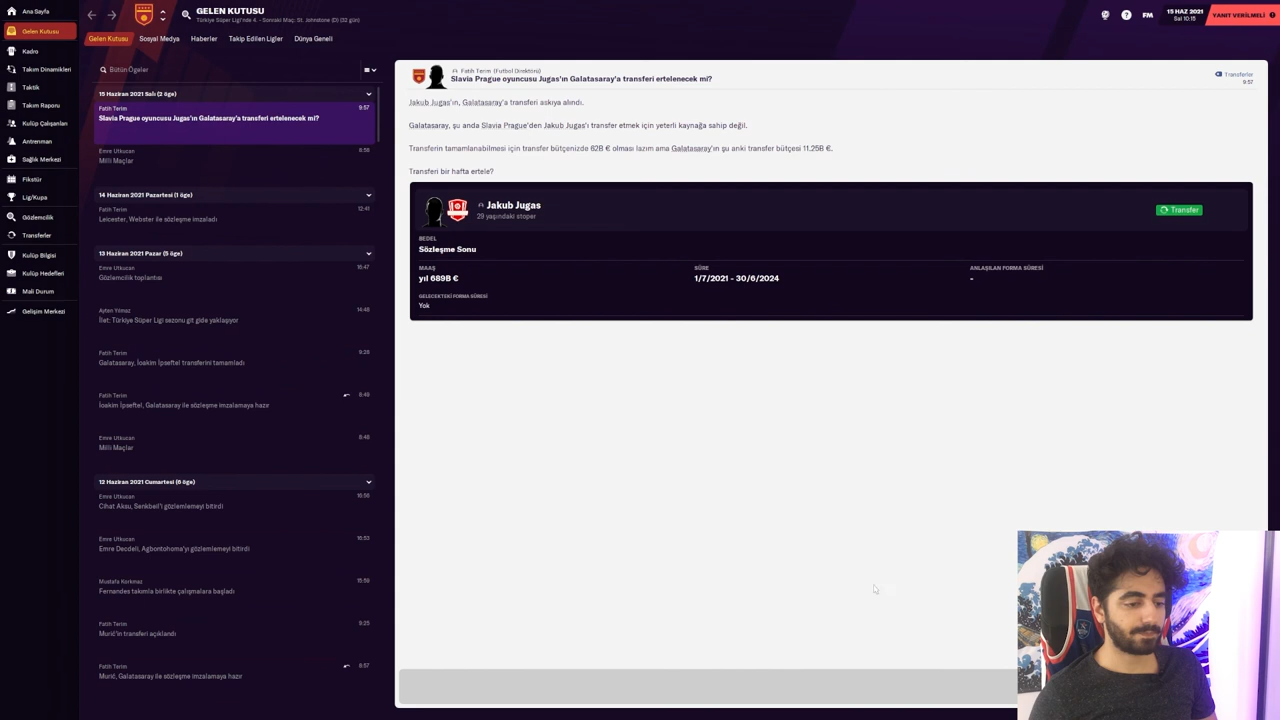 Ana Sayfa
Gelen Kutusu
Kadro
Takım Dinamikleri
Taktik
Takım Raporu
Kulüp Çalışanları
Antrenman
Sağlık Merkezi
Fikstür
Lig/Kupa
Gözlemcilik
Transferler
Kulüp Bilgisi
Kulüp Hedefleri
Mali Durum
Gelişim Merkezi
GELEN KUTUSU
Türkiye Süper Ligi'nde 4. - Sonraki Maç: St. Johnstone (D) (32 gün)
FM
15 HAZ 2021
Sal 10:15
YANIT VERİLMELİ
Gelen Kutusu
Sosyal Medya
Haberler
Takip Edilen Ligler
Dünya Geneli
Bütün Ögeler
15 Haziran 2021 Salı (2 öge)
Fatih Terim
9:57
Slavia Prague oyuncusu Jugas'ın Galatasaray'a transferi ertelenecek mi?
Emre Utkucan
8:58
Milli Maçlar
14 Haziran 2021 Pazartesi (1 öge)
Fatih Terim
12:41
Leicester, Webster ile sözleşme imzaladı
13 Haziran 2021 Pazar (5 öge)
Emre Utkucan
16:47
Gözlemcilik toplantısı
Ayten Yılmaz
14:48
İlet: Türkiye Süper Ligi sezonu git gide yaklaşıyor
Fatih Terim
9:28
Galatasaray, İoakim İpseftel transferini tamamladı
Fatih Terim
8:49
İoakim İpseftel, Galatasaray ile sözleşme imzalamaya hazır
Emre Utkucan
8:48
Milli Maçlar
12 Haziran 2021 Cumartesi (6 öge)
Emre Utkucan
16:56
Cihat Aksu, Senkbeil'i gözlemlemeyi bitirdi
Emre Utkucan
16:53
Emre Decdeli, Agbontohoma'yı gözlemlemeyi bitirdi
Mustafa Korkmaz
15:59
Fernandes takımla birlikte çalışmalara başladı
Fatih Terim
9:25
Murić'in transferi açıklandı
Fatih Terim
8:57
Murić, Galatasaray ile sözleşme imzalamaya hazır
Fatih Terim (Futbol Direktörü)
Slavia Prague oyuncusu Jugas'ın Galatasaray'a transferi ertelenecek mi?
Transferler
9:57
Jakub Jugas'ın, Galatasaray'a transferi askıya alındı.
Galatasaray, şu anda Slavia Prague'den Jakub Jugas'ı transfer etmek için yeterli kaynağa sahip değil.
Transferin tamamlanabilmesi için transfer bütçenizde 62B € olması lazım ama Galatasaray'ın şu anki transfer bütçesi 11.25B €.
Transferi bir hafta ertele?
Jakub Jugas
29 yaşındaki stoper
Transfer
BEDEL
Sözleşme Sonu
MAAŞ
yıl 689B €
SÜRE
1/7/2021 - 30/6/2024
ANLAŞILAN FORMA SÜRESİ
-
GELECEKTEKİ FORMA SÜRESİ
Yok